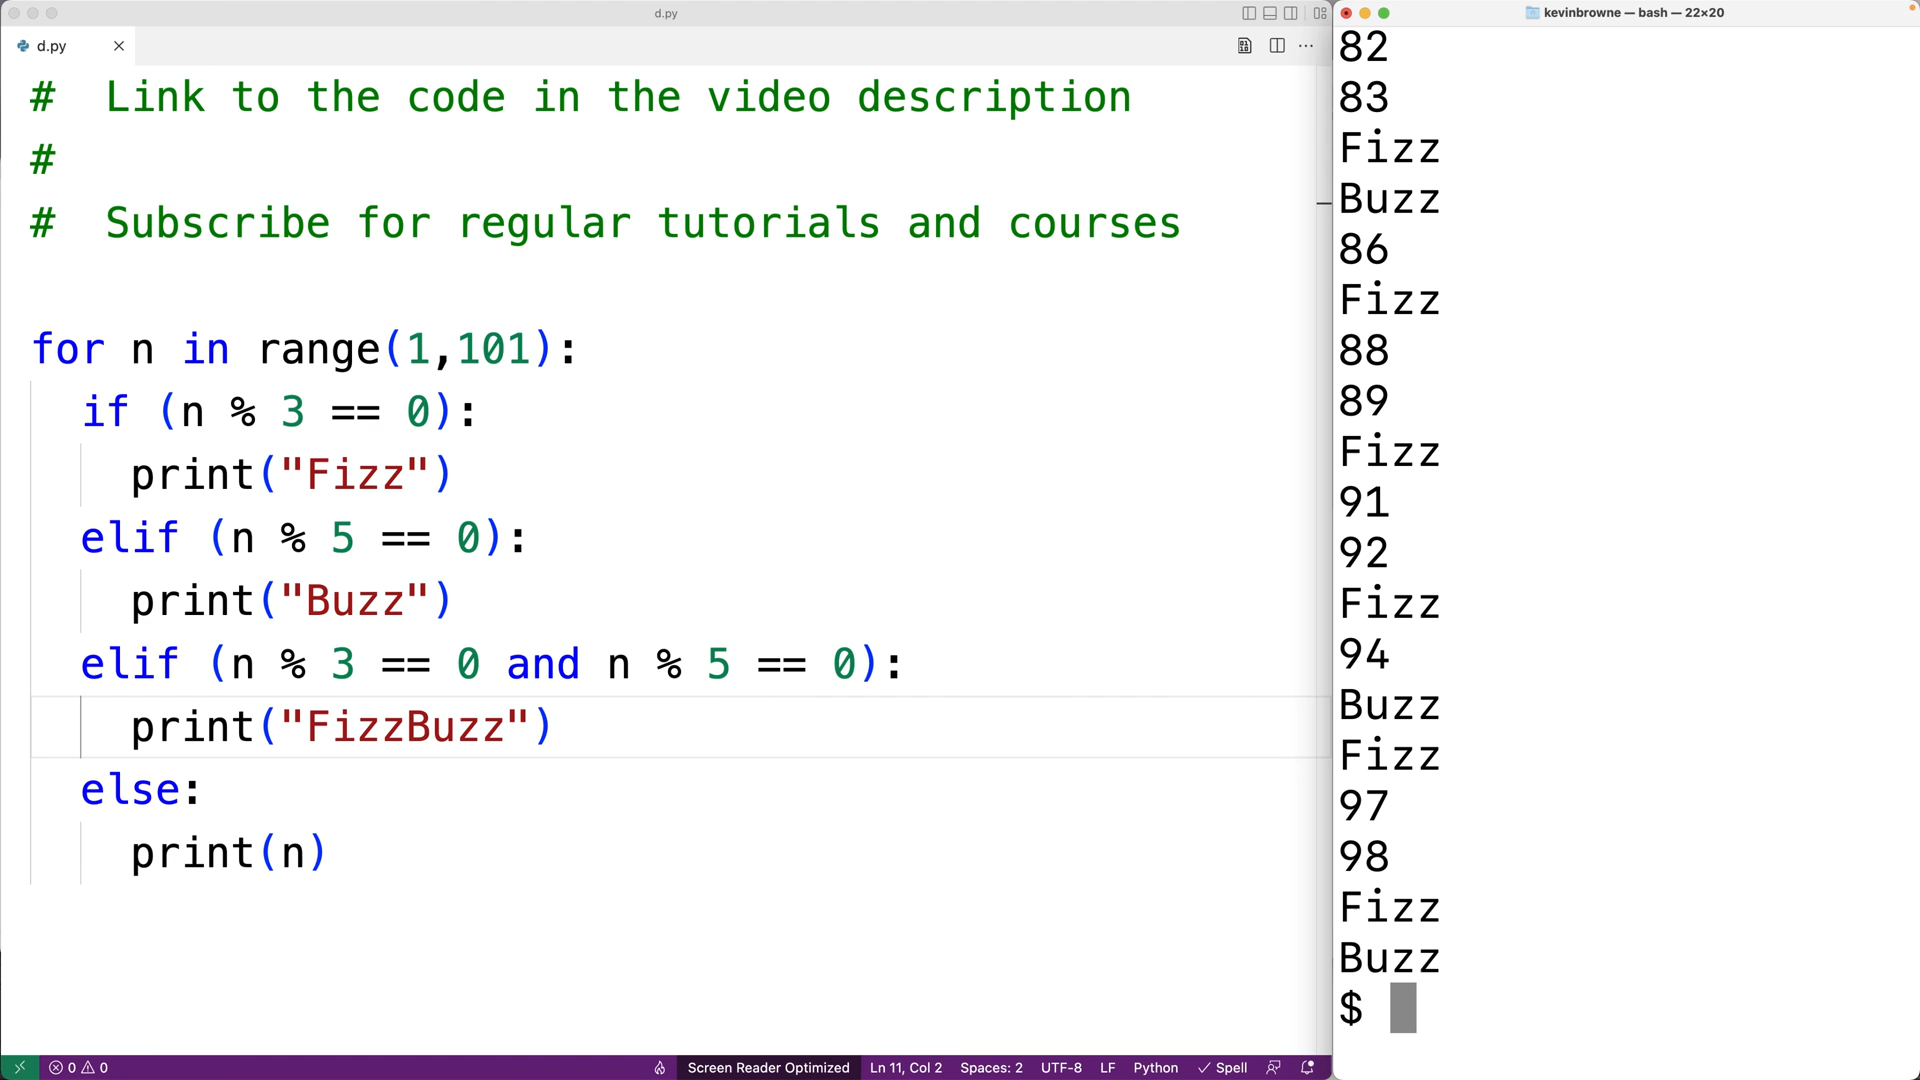 d.py
d.py
# Link to the code in the video description
#
# Subscribe for regular tutorials and courses
for n in range(1,101):
if (n % 3 == 0):
print("Fizz")
elif (n % 5 == 0):
print("Buzz")
elif (n % 3 == 0 and n % 5 == 0):
print("FizzBuzz")
else:
print(n)
0 0
Screen Reader Optimized
Ln 11, Col 2
Spaces: 2
UTF-8
LF
Python
Spell
kevinbrowne — bash — 22×20
82
83
Fizz
Buzz
86
Fizz
88
89
Fizz
91
92
Fizz
94
Buzz
Fizz
97
98
Fizz
Buzz
$